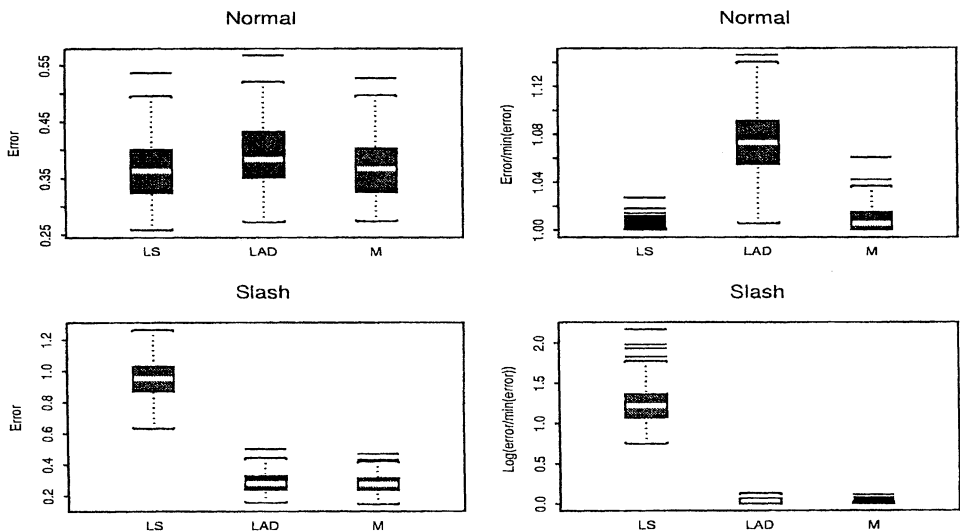 Normal
Error
0.55
0.45
0.35
0.25
LS LAD M
Normal
Error/min(error)
1.12
1.08
1.04
1.00
LS LAD M
Slash
Error
1.2
1.0
0.8
0.6
0.4
0.2
LS LAD M
Slash
Log(error/min(error))
2.0
1.5
1.0
0.5
0.0
LS LAD M